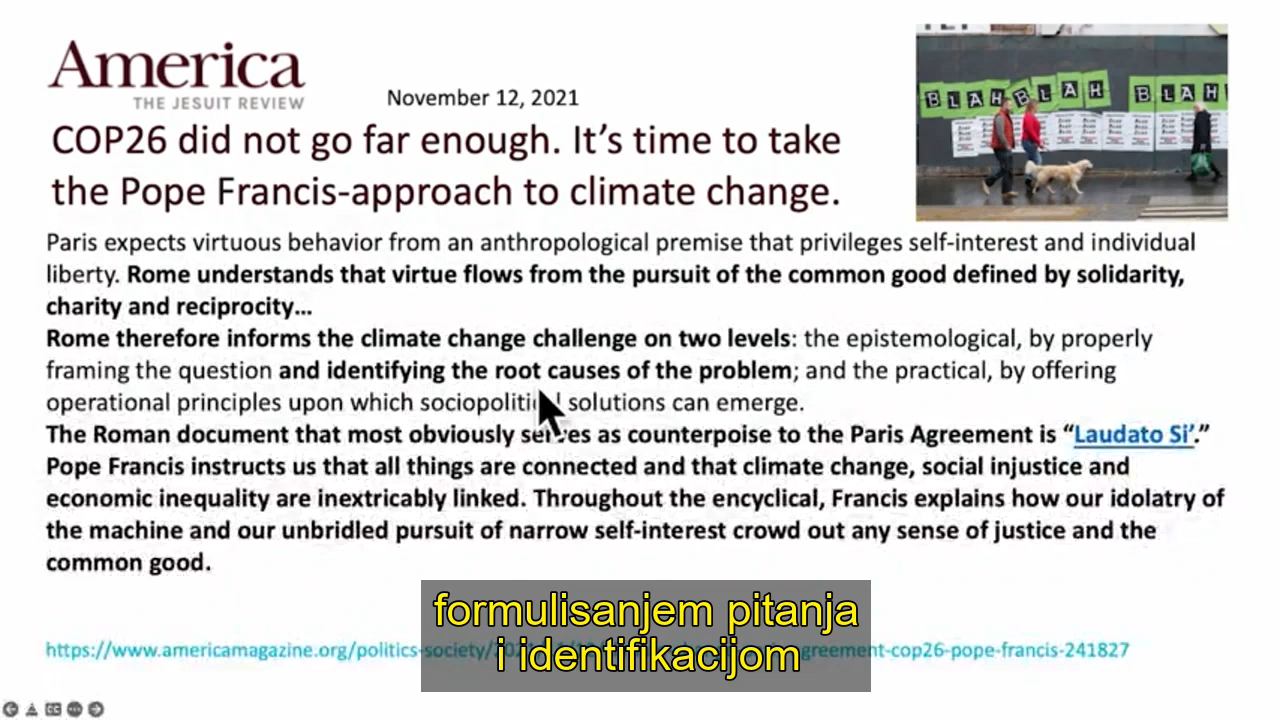 America
THE JESUIT REVIEW
November 12, 2021
COP26 did not go far enough. It's time to take
the Pope Francis-approach to climate change.
BLAH BLAH BLAH
Paris expects virtuous behavior from an anthropological premise that privileges self-interest and individual
liberty. Rome understands that virtue flows from the pursuit of the common good defined by solidarity,
charity and reciprocity…
Rome therefore informs the climate change challenge on two levels: the epistemological, by properly
framing the question and identifying the root causes of the problem; and the practical, by offering
operational principles upon which sociopolitical solutions can emerge.
The Roman document that most obviously serves as counterpoise to the Paris Agreement is “Laudato Si’.”
Pope Francis instructs us that all things are connected and that climate change, social injustice and
economic inequality are inextricably linked. Throughout the encyclical, Francis explains how our idolatry of
the machine and our unbridled pursuit of narrow self-interest crowd out any sense of justice and the
common good.
formulisanjem pitanja
i identifikacijom
https://www.americamagazine.org/politics-society/ agreement-cop26-pope-francis-241827